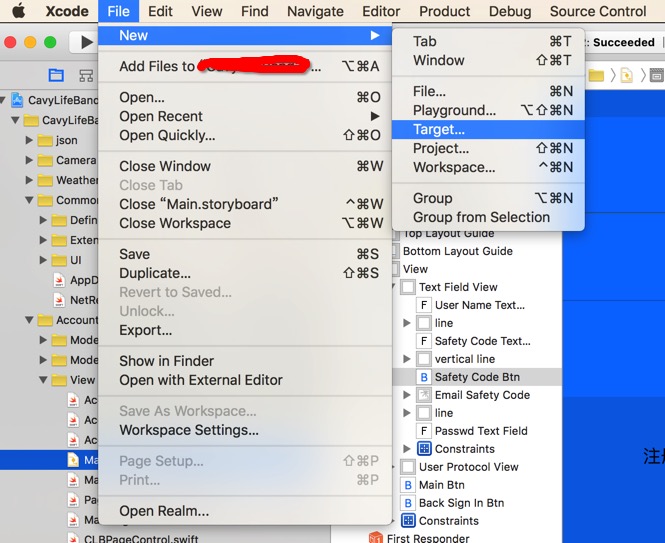 Xcode File Edit View Find Navigate Editor Product Debug Source Control
New
Add Files to “ ...  ⌥⌘A
Open... ⌘O
Open Recent
Open Quickly... ⇧⌘O
Close Window ⌘W
Close Tab
Close “Main.storyboard” ^⌘W
Close Workspace ⌥⌘W
Save ⌘S
Duplicate... ⇧⌘S
Revert to Saved...
Unlock...
Export...
Show in Finder
Open with External Editor
Save As Workspace...
Workspace Settings...
Page Setup... ⇧⌘P
Print... ⌘P
Open Realm...
Tab ⌘T
Window ⇧⌘T
File... ⌘N
Playground... ⌥⇧⌘N
Target...
Project... ⇧⌘N
Workspace... ^⌘N
Group ⌥⌘N
Group from Selection
: Succeeded
CavyLifeBand
CavyLifeBa
json
Camera
Weather
Common
Defin
Exten
UI
AppD
NetRe
Account
Mode
Mode
View
Ac
Ac
Ac
Ma
Ma
Pa
Ma
CLBPageControl.swift
Top Layout Guide
Bottom Layout Guide
View
Text Field View
F User Name Text...
line
F Safety Code Text...
vertical line
B Safety Code Btn
Email Safety Code
line
F Passwd Text Field
Constraints
User Protocol View
B Main Btn
B Back Sign In Btn
Constraints
First Responder
注